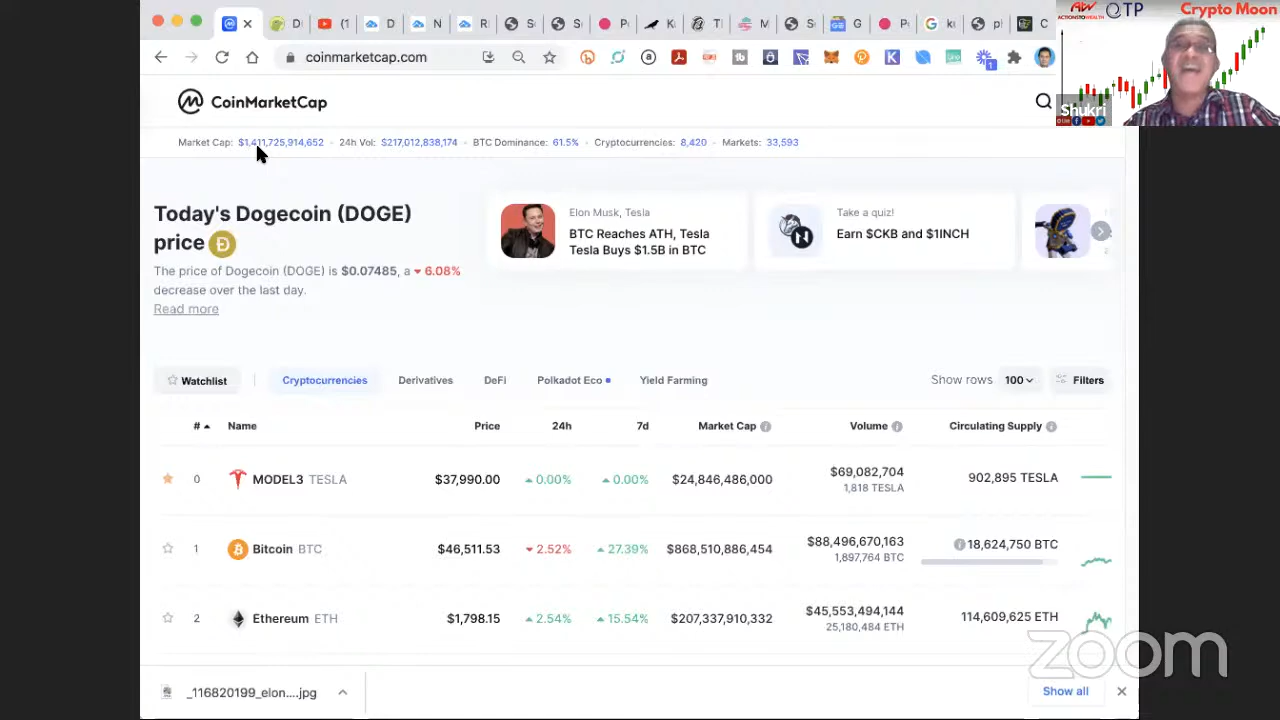 D
(1
D
N
R
S
S
P
K
T
M
S
G
P
G
p
C
ACTIONSTOWEALTH
OTP
Crypto Moon
coinmarketcap.com
1
Shukri
CoinMarketCap
Market Cap: $1,411,725,914,652 · 24h Vol: $217,012,838,174 · BTC Dominance: 61.5% · Cryptocurrencies: 8,420 · Markets: 33,593
Today's Dogecoin (DOGE)
price
The price of Dogecoin (DOGE) is $0.07485, a 6.08%
decrease over the last day.
Read more
Elon Musk, Tesla
BTC Reaches ATH, Tesla
Tesla Buys $1.5B in BTC
Take a quiz!
Earn $CKB and $1INCH
Watchlist
Cryptocurrencies
Derivatives
DeFi
Polkadot Eco
Yield Farming
Show rows 100
Filters
# Name Price 24h 7d Market Cap Volume Circulating Supply
0 MODEL3 TESLA $37,990.00 0.00% 0.00% $24,846,486,000 $69,082,704 902,895 TESLA
1,818 TESLA
1 Bitcoin BTC $46,511.53 2.52% 27.39% $868,510,886,454 $88,496,670,163 18,624,750 BTC
1,897,764 BTC
2 Ethereum ETH $1,798.15 2.54% 15.54% $207,337,910,332 $45,553,494,144 114,609,625 ETH
25,180,484 ETH
zoom
_116820199_elon....jpg
Show all